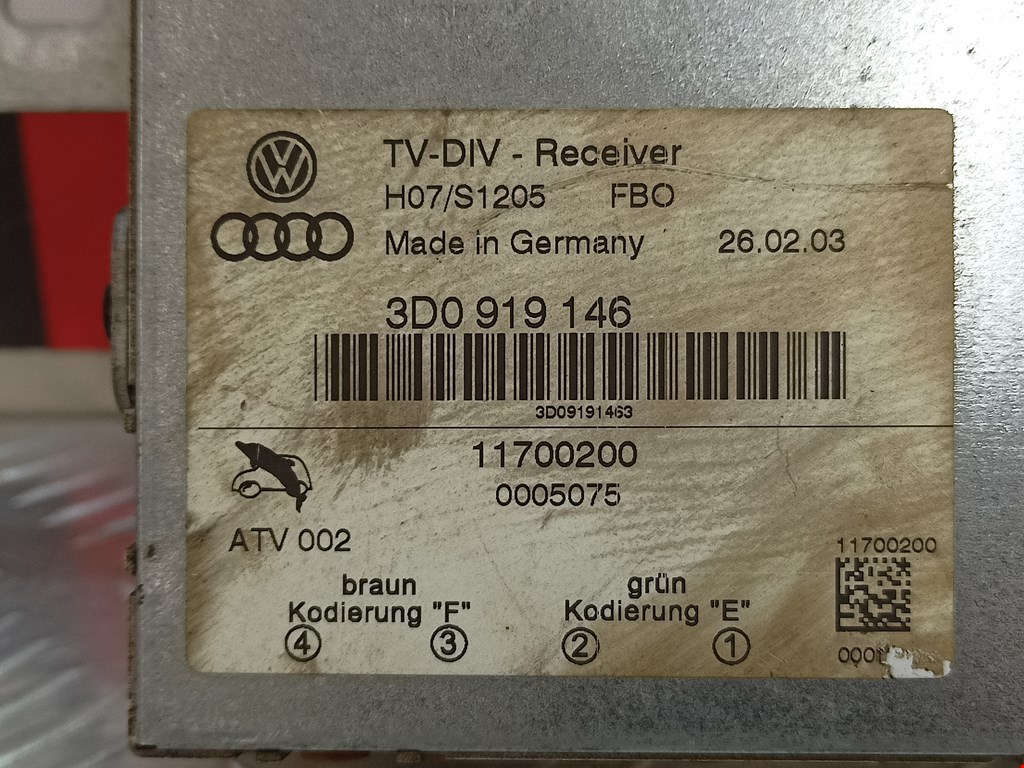 TV-DIV - Receiver
H07/S1205 FBO
Made in Germany 26.02.03
3D0 919 146
3D09191463
11700200
0005075
ATV 002
11700200
braun grün
Kodierung "F" Kodierung "E"
4 3 2 1